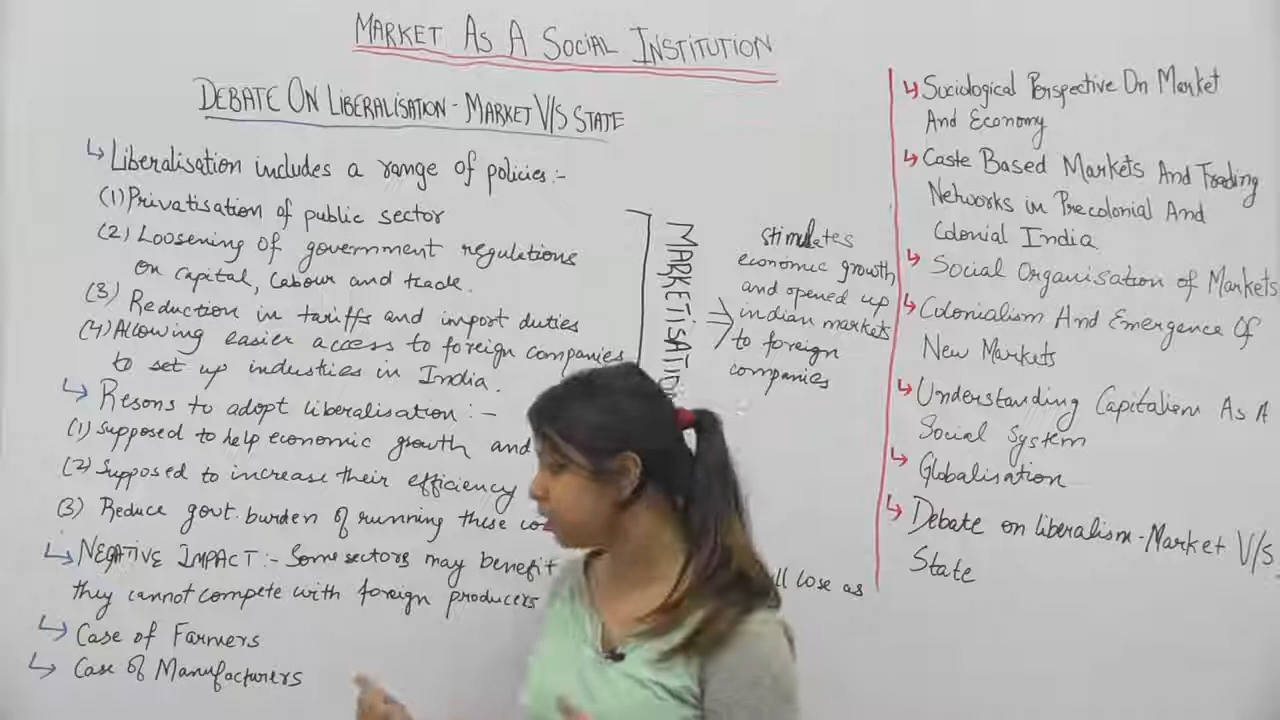 MARKET AS A SOCIAL INSTITUTION
DEBATE ON LIBERALISATION - MARKET V/S STATE
↳ Liberalisation includes a range of policies:-
(1) Privatisation of public sector
(2) Loosening of government regulations
on capital, Labour and trade.
(3) Reduction in tariffs and import duties
(4) Allowing easier access to foreign companies
to set up industies in India.
↳ Resons to adopt liberalisation:-
(1) Supposed to help economic growth and
(2) Supposed to increase their efficiency
(3) Reduce govt. burden of running these
↳ NEGATIVE IMPACT:- Some sectors may benefit
lose as
they cannot compete with foreign producers
↳ Case of Farmers
↳ Case of Manufacturers
MARKETISATIO
⇒ stimulates
economic growth
and opened up
indian markets
to foreign
companies
↳ Sociological Perspective On Market
And Economy
↳ Caste Based Markets And Trading
Networks in Precolonial And
Colonial India
↳ Social Organisation of Markets
↳ Colonialism And Emergence Of
New Markets
↳ Understanding Capitalism As A
Social System
↳ Globalisation
↳ Debate on liberalism-Market V/S
State